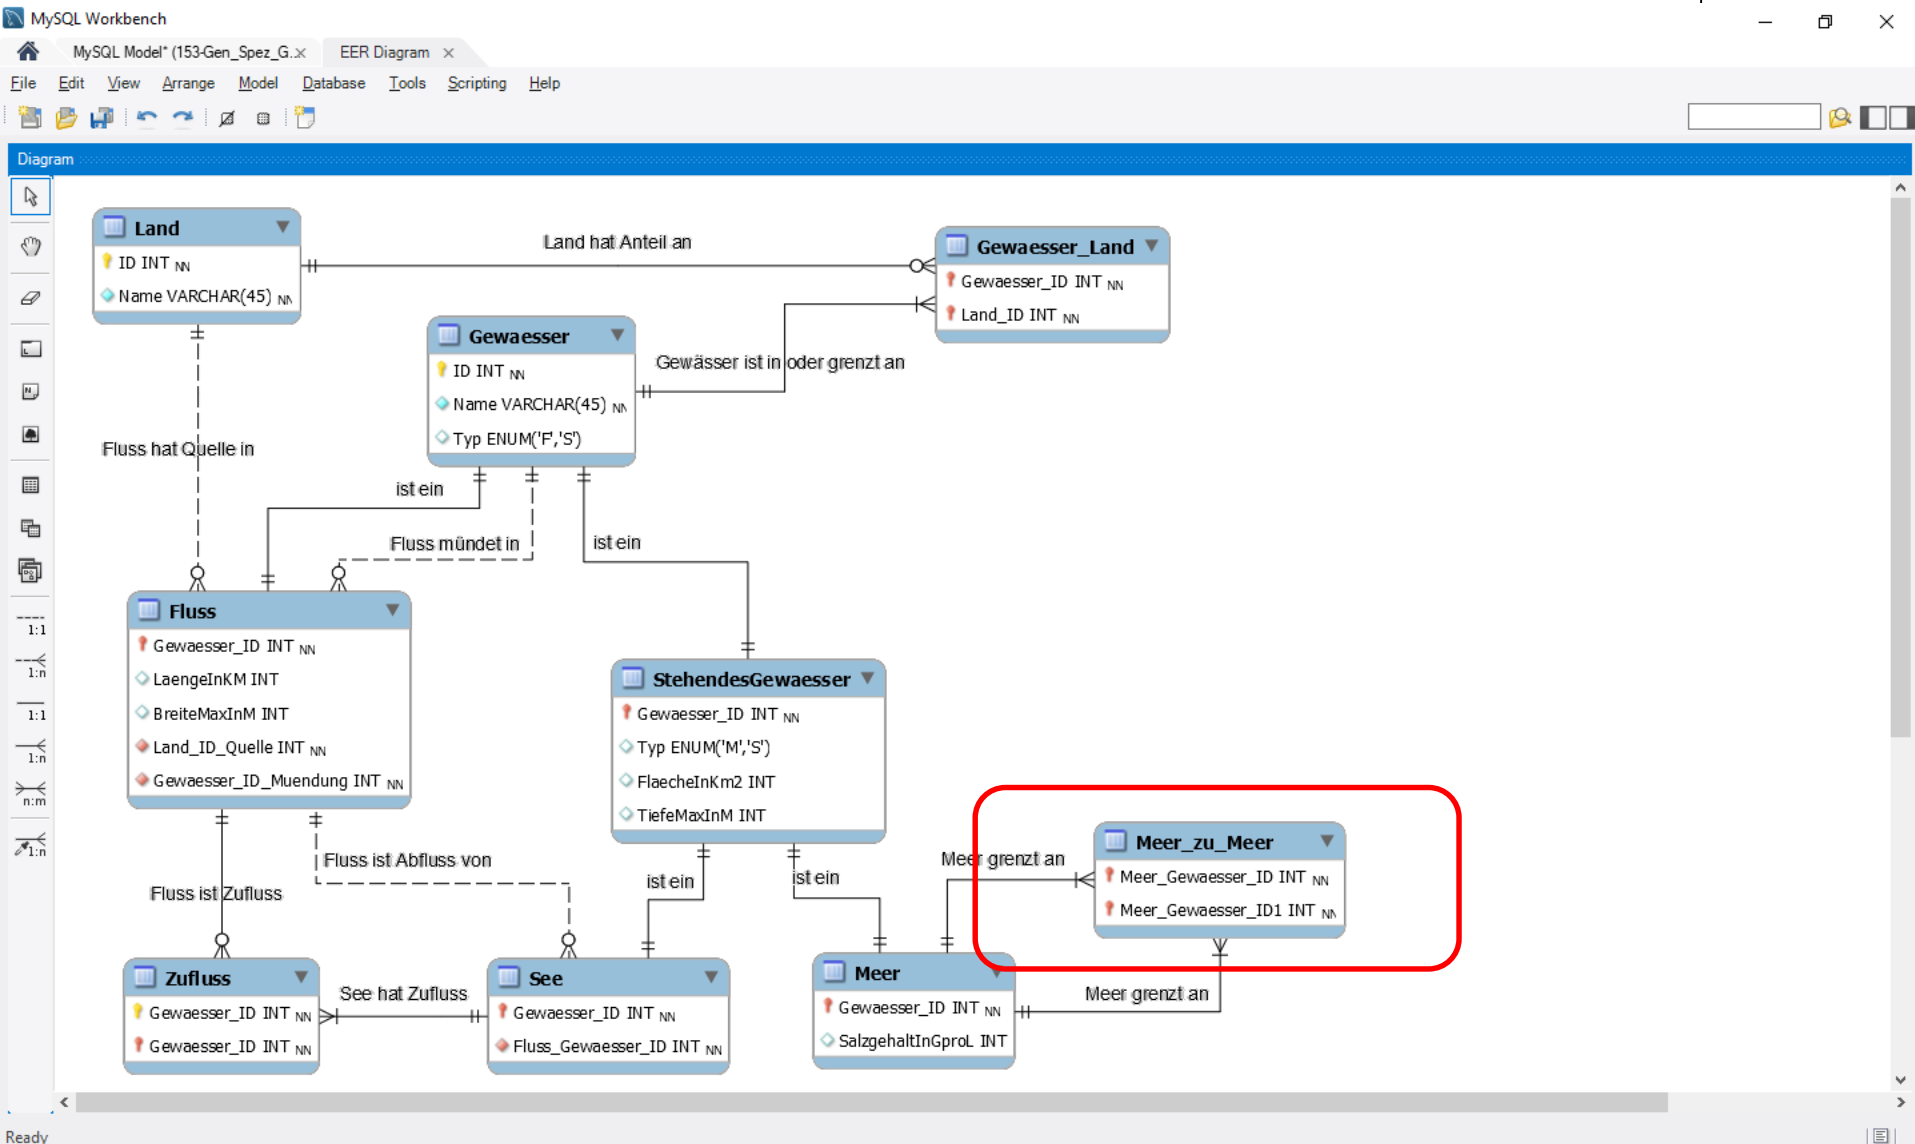 MySQL Workbench
MySQL Model* (153-Gen_Spez_G..×
EER Diagram ×
File Edit View Arrange Model Database Tools Scripting Help
Diagram
1:1
1:n
1:1
1:n
n:m
1:n
Land
ID INT NN
Name VARCHAR(45) NN
Land hat Anteil an
Gewaesser_Land
Gewaesser_ID INT NN
Land_ID INT NN
Gewaesser
ID INT NN
Name VARCHAR(45) NN
Typ ENUM('F','S')
Gewässer ist in oder grenzt an
Fluss hat Quelle in
ist ein
Fluss mündet in
ist ein
Fluss
Gewaesser_ID INT NN
LaengeInKM INT
BreiteMaxInM INT
Land_ID_Quelle INT NN
Gewaesser_ID_Muendung INT NN
StehendesGewaesser
Gewaesser_ID INT NN
Typ ENUM('M','S')
FlaecheInKm2 INT
TiefeMaxInM INT
Fluss ist Abfluss von
Fluss ist Zufluss
ist ein
ist ein
Meer grenzt an
Meer_zu_Meer
Meer_Gewaesser_ID INT NN
Meer_Gewaesser_ID1 INT NN
Zufluss
Gewaesser_ID INT NN
Gewaesser_ID INT NN
See hat Zufluss
See
Gewaesser_ID INT NN
Fluss_Gewaesser_ID INT NN
Meer
Gewaesser_ID INT NN
SalzgehaltInGproL INT
Meer grenzt an
Ready